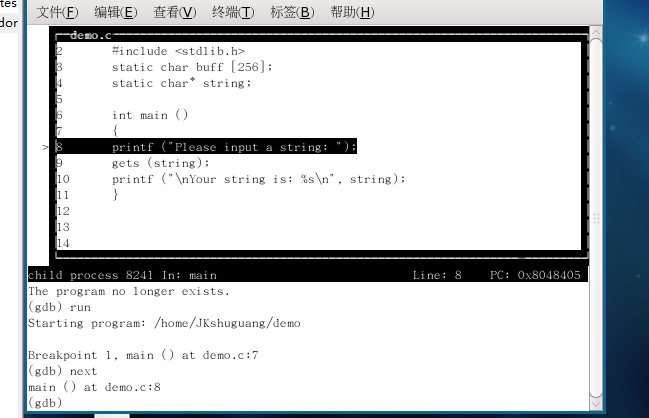 tes
dor
文件(F) 编辑(E) 查看(V) 终端(T) 标签(B) 帮助(H)
demo.c
2 #include <stdlib.h>
3 static char buff [256];
4 static char* string;
5
6 int main ()
7 {
>8 printf ("Please input a string: ");
9 gets (string);
10 printf ("\nYour string is: %s\n", string);
11 }
12
13
14
child process 8241 In: main Line: 8 PC: 0x8048405
The program no longer exists.
(gdb) run
Starting program: /home/JKshuguang/demo
Breakpoint 1, main () at demo.c:7
(gdb) next
main () at demo.c:8
(gdb)